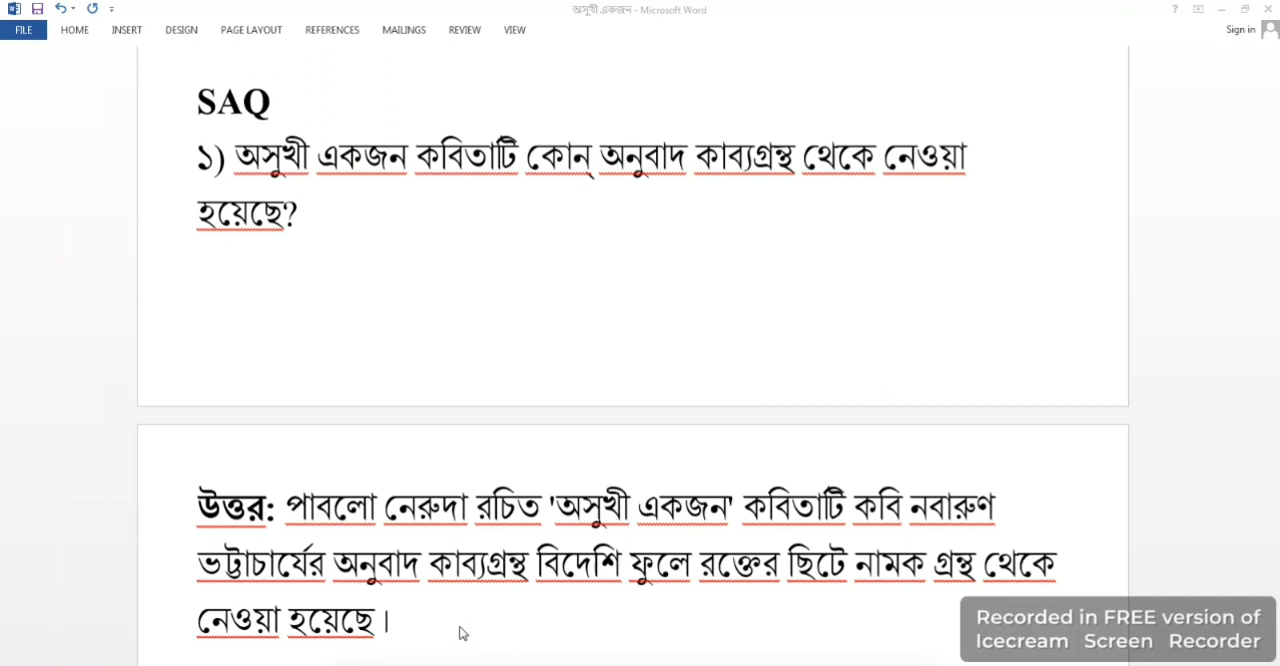 অসুখী একজন - Microsoft Word
?
FILE HOME INSERT DESIGN PAGE LAYOUT REFERENCES MAILINGS REVIEW VIEW
Sign in
SAQ
১) অসুখী একজন কবিতাটি কোন্ অনুবাদ কাব্যগ্রন্থ থেকে নেওয়া
হয়েছে?
উত্তর: পাবলো নেরুদা রচিত 'অসুখী একজন' কবিতাটি কবি নবারুণ
ভট্টাচার্যের অনুবাদ কাব্যগ্রন্থ বিদেশি ফুলে রক্তের ছিটে নামক গ্রন্থ থেকে
নেওয়া হয়েছে।
Recorded in FREE version of
Icecream Screen Recorder